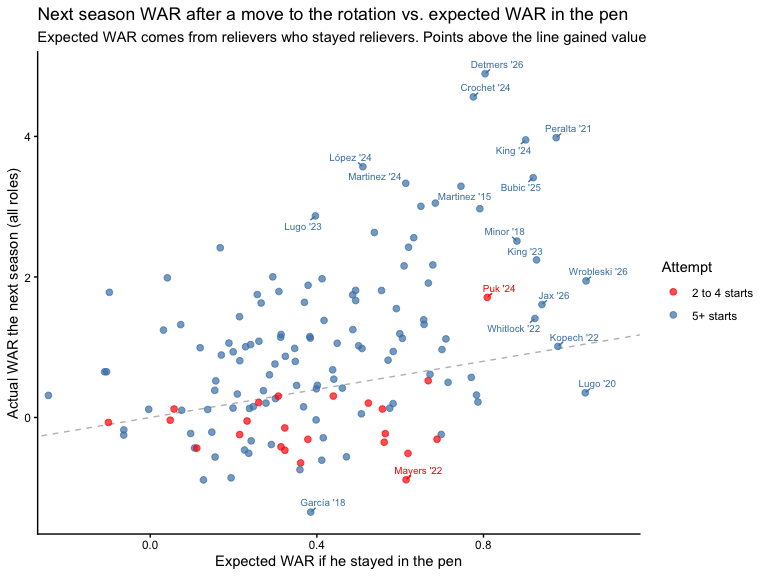 Next season WAR after a move to the rotation vs. expected WAR in the pen
Expected WAR comes from relievers who stayed relievers. Points above the line gained value
Detmers '26
Crochet '24
Peralta '21
King '24
López '24
Martinez '24
Bubic '25
Martinez '15
Lugo '23
Minor '18
King '23
Wrobleski '26
Puk '24
Jax '26
Whitlock '22
Kopech '22
Lugo '20
Mayers '22
García '18
4
2
0
0.0
0.4
0.8
Actual WAR the next season (all roles)
Expected WAR if he stayed in the pen
Attempt
2 to 4 starts
5+ starts